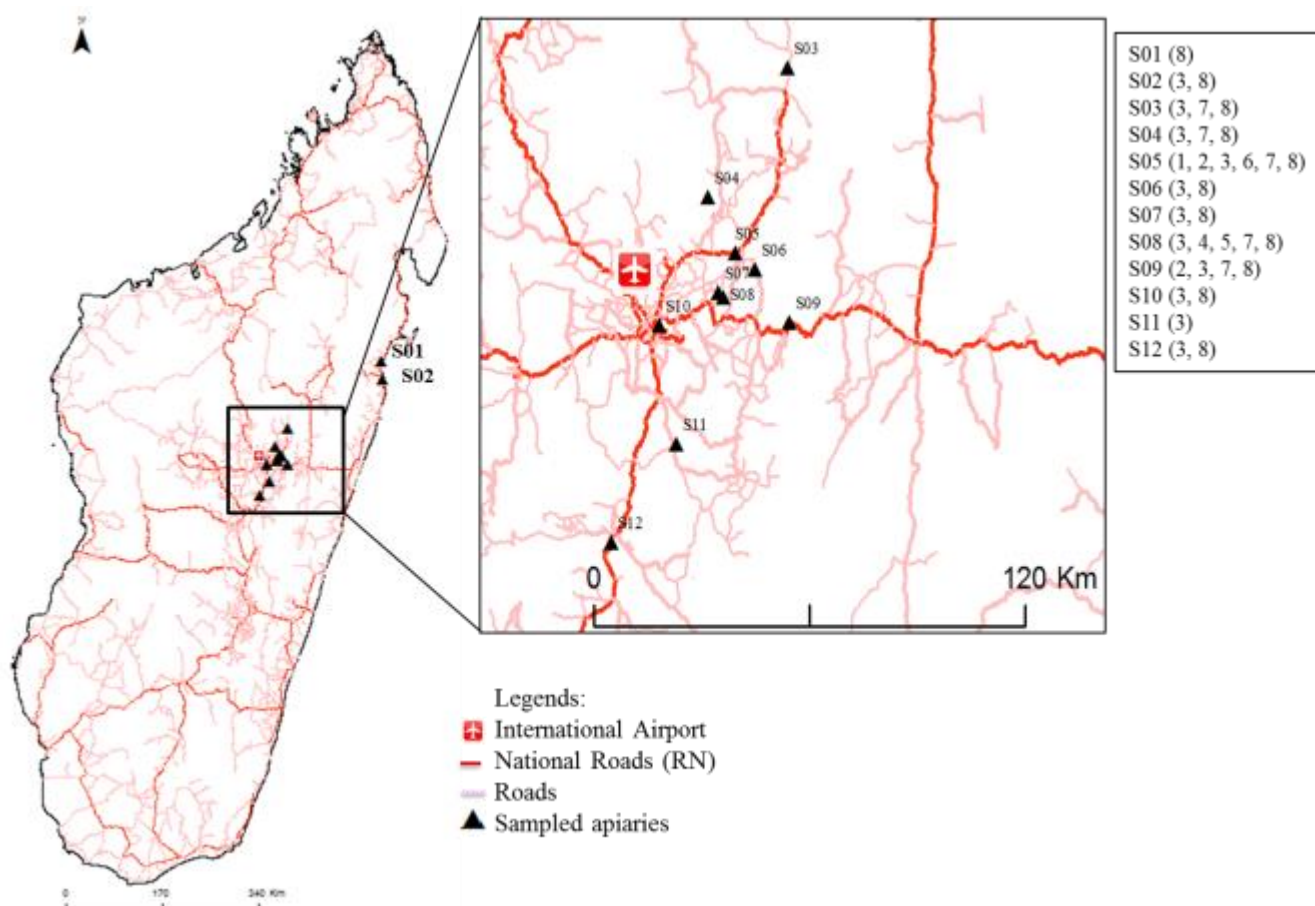 S03
S04
S05
S06
S07
S08
S10
S09
S11
S12
0
120 Km
S01 (8)
S02 (3, 8)
S03 (3, 7, 8)
S04 (3, 7, 8)
S05 (1, 2, 3, 6, 7, 8)
S06 (3, 8)
S07 (3, 8)
S08 (3, 4, 5, 7, 8)
S09 (2, 3, 7, 8)
S10 (3, 8)
S11 (3)
S12 (3, 8)
S01
S02
Legends:
International Airport
National Roads (RN)
Roads
Sampled apiaries
0
170
340 Km